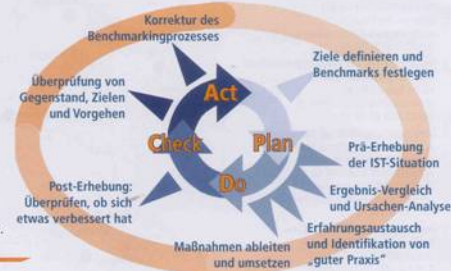 Korrektur des
Benchmarkingprozesses
Ziele definieren und
Benchmarks festlegen
Überprüfung von
Gegenstand, Zielen
und Vorgehen
Act
Check
Plan
Do
Prä-Erhebung
der IST-Situation
Post-Erhebung:
Überprüfen, ob sich
etwas verbessert hat
Ergebnis-Vergleich
und Ursachen-Analyse
Erfahrungsaustausch
und Identifikation von
„guter Praxis"
Maßnahmen ableiten
und umsetzen